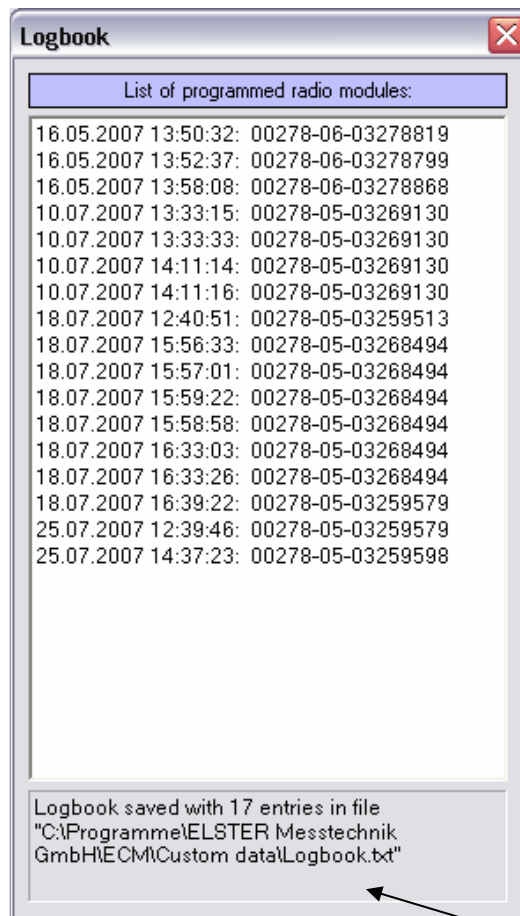 Logbook
List of programmed radio modules:
16.05.2007 13:50:32: 00278-06-03278819
16.05.2007 13:52:37: 00278-06-03278799
16.05.2007 13:58:08: 00278-06-03278868
10.07.2007 13:33:15: 00278-05-03269130
10.07.2007 13:33:33: 00278-05-03269130
10.07.2007 14:11:14: 00278-05-03269130
10.07.2007 14:11:16: 00278-05-03269130
18.07.2007 12:40:51: 00278-05-03259513
18.07.2007 15:56:33: 00278-05-03268494
18.07.2007 15:57:01: 00278-05-03268494
18.07.2007 15:59:22: 00278-05-03268494
18.07.2007 15:58:58: 00278-05-03268494
18.07.2007 16:33:03: 00278-05-03268494
18.07.2007 16:33:26: 00278-05-03268494
18.07.2007 16:39:22: 00278-05-03259579
25.07.2007 12:39:46: 00278-05-03259579
25.07.2007 14:37:23: 00278-05-03259598
Logbook saved with 17 entries in file
"C:\Programme\ELSTER Messtechnik
GmbH\ECM\Custom data\Logbook.txt"